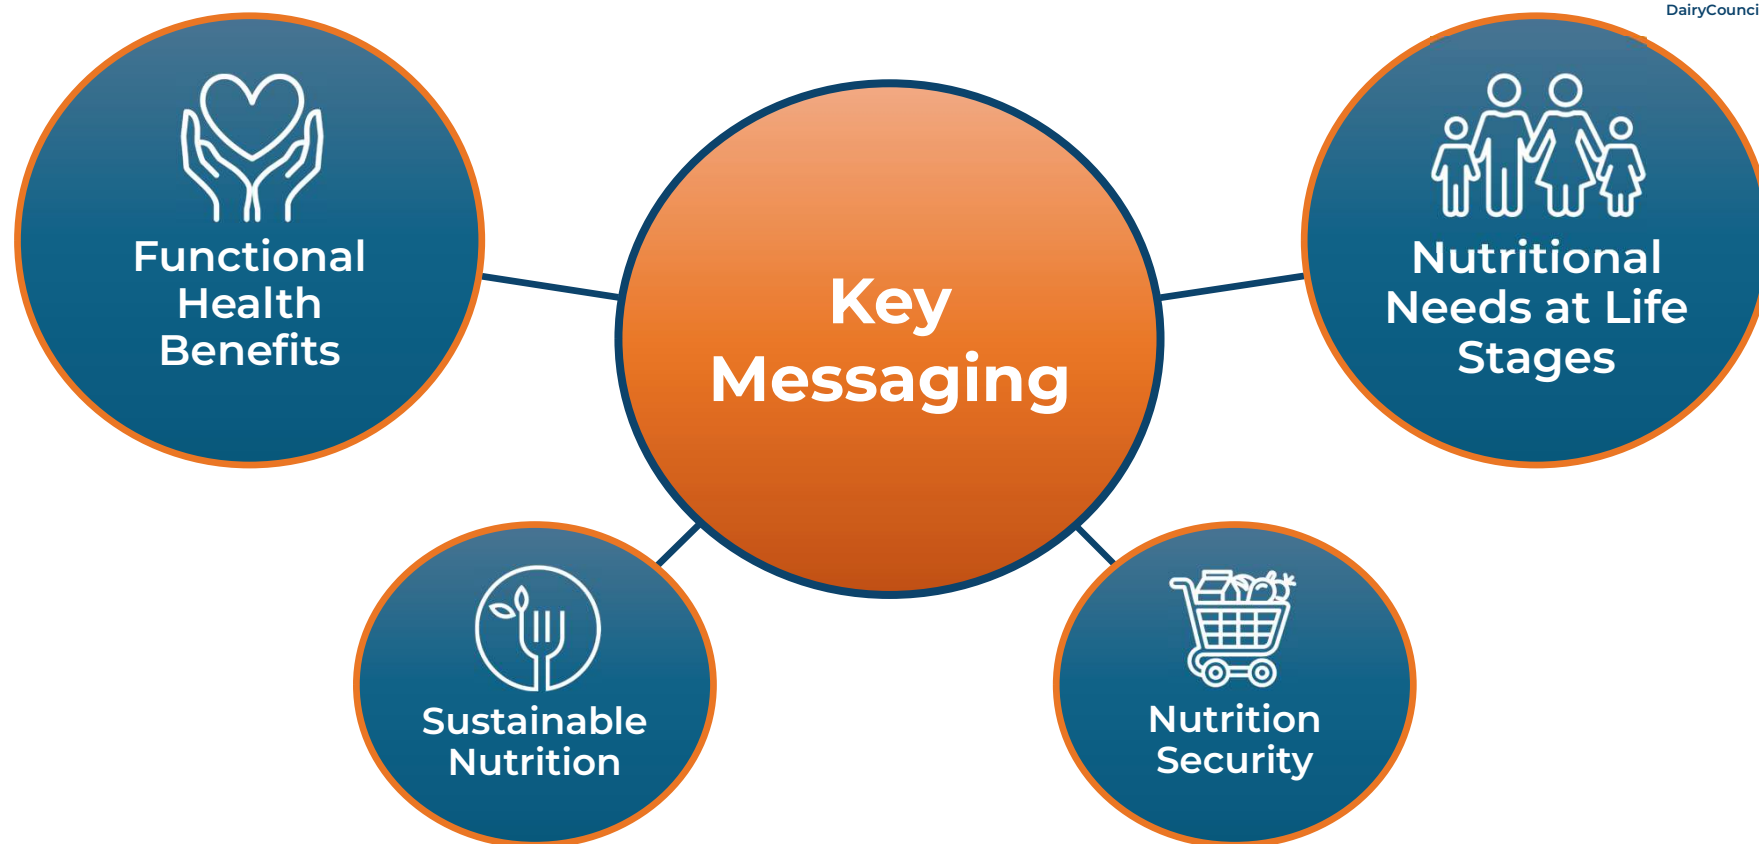 DairyCounci
Functional
Health
Benefits
Key
Messaging
Nutritional
Needs at Life
Stages
Sustainable
Nutrition
Nutrition
Security